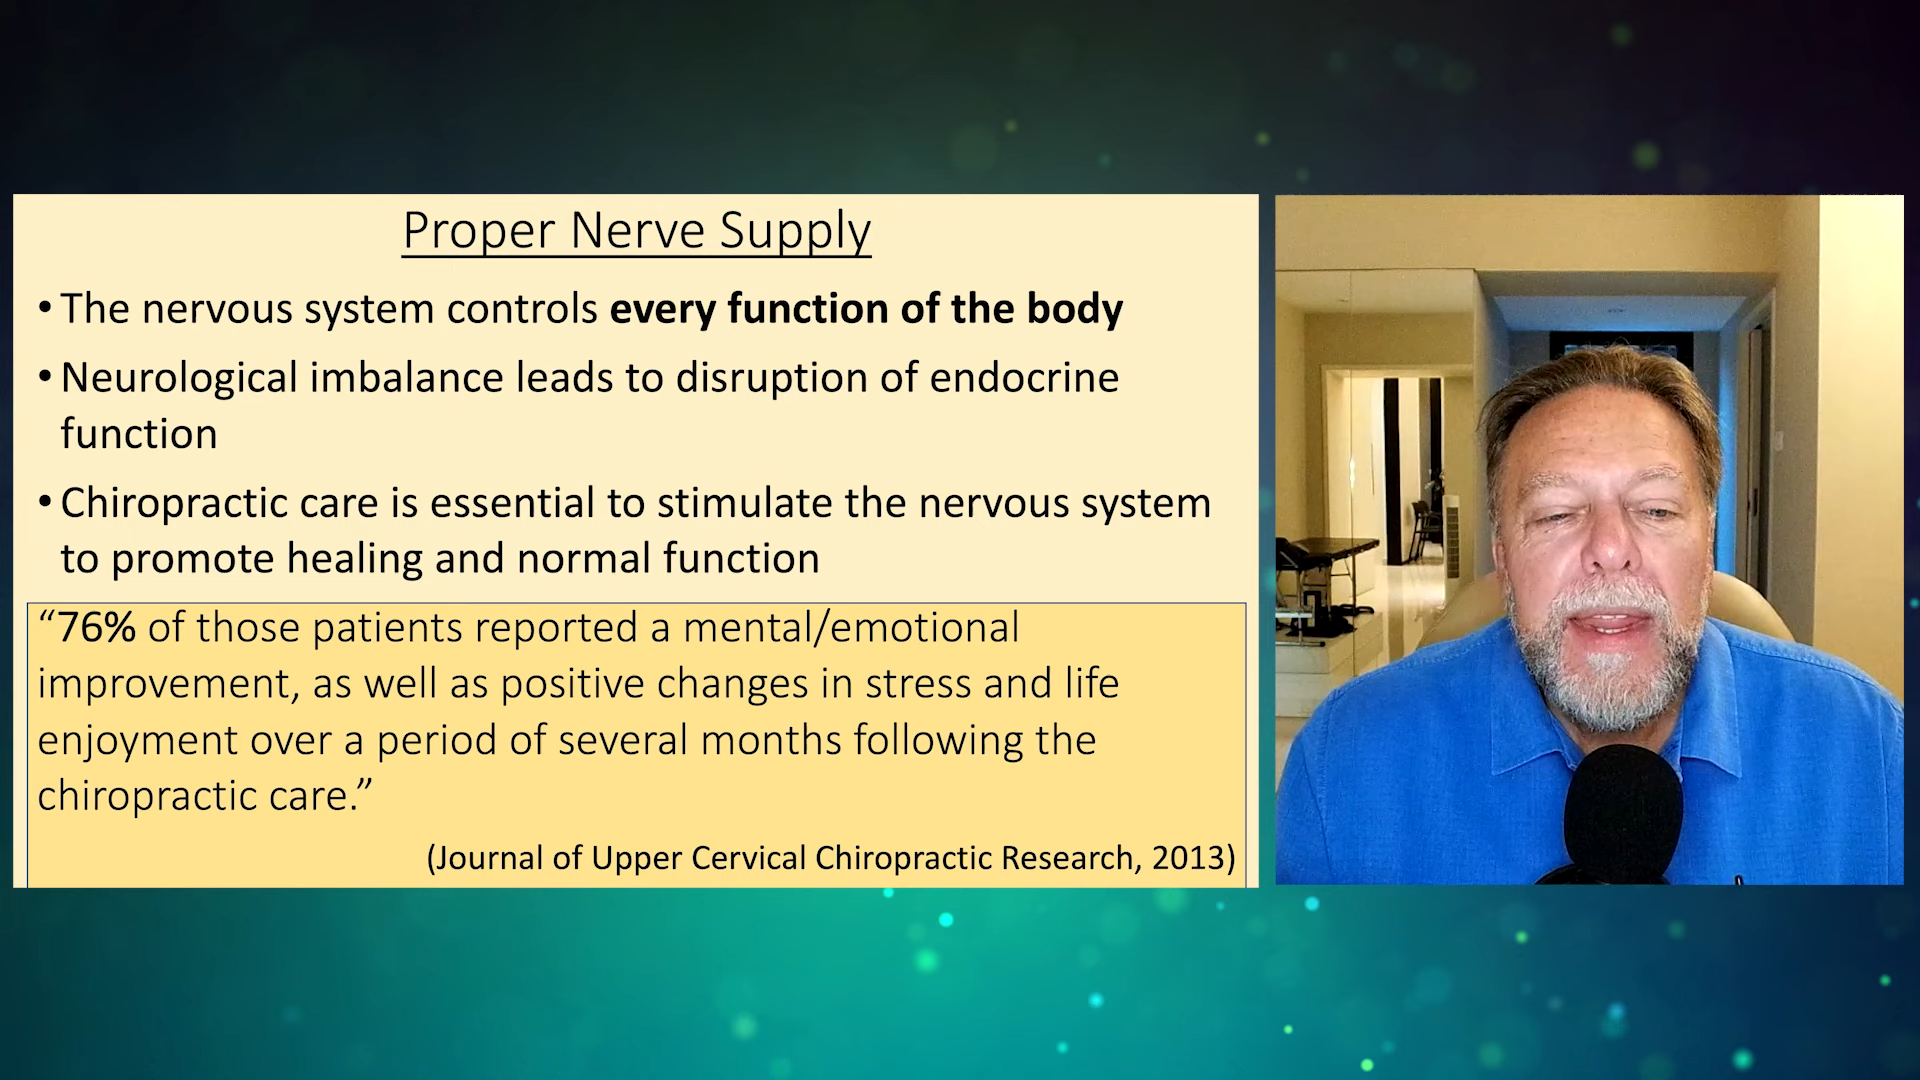 Proper Nerve Supply
• The nervous system controls every function of the body
• Neurological imbalance leads to disruption of endocrine
function
• Chiropractic care is essential to stimulate the nervous system
to promote healing and normal function
“76% of those patients reported a mental/emotional
improvement, as well as positive changes in stress and life
enjoyment over a period of several months following the
chiropractic care.”
(Journal of Upper Cervical Chiropractic Research, 2013)